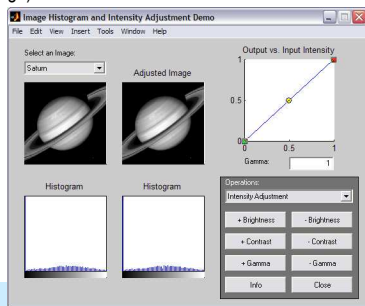 Image Histogram and Intensity Adjustment Demo
File Edit View Insert Tools Window Help
Select an Image:
Saturn
Adjusted Image
Output vs. Input Intensity
1
0.5
0
0 0.5 1
Gamma: 1
Histogram
Histogram
Operations:
Intensity Adjustment
+ Brightness - Brightness
+ Contrast - Contrast
+ Gamma - Gamma
Info Close